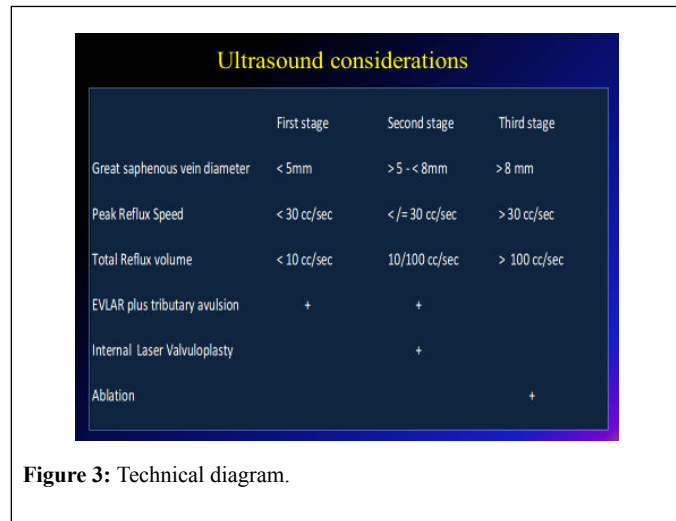 Ultrasound considerations
First stage Second stage Third stage
Great saphenous vein diameter < 5mm > 5 - < 8mm > 8 mm
Peak Reflux Speed < 30 cc/sec </= 30 cc/sec > 30 cc/sec
Total Reflux volume < 10 cc/sec 10/100 cc/sec > 100 cc/sec
EVLAR plus tributary avulsion + +
Internal Laser Valvuloplasty +
Ablation +
Figure 3: Technical diagram.